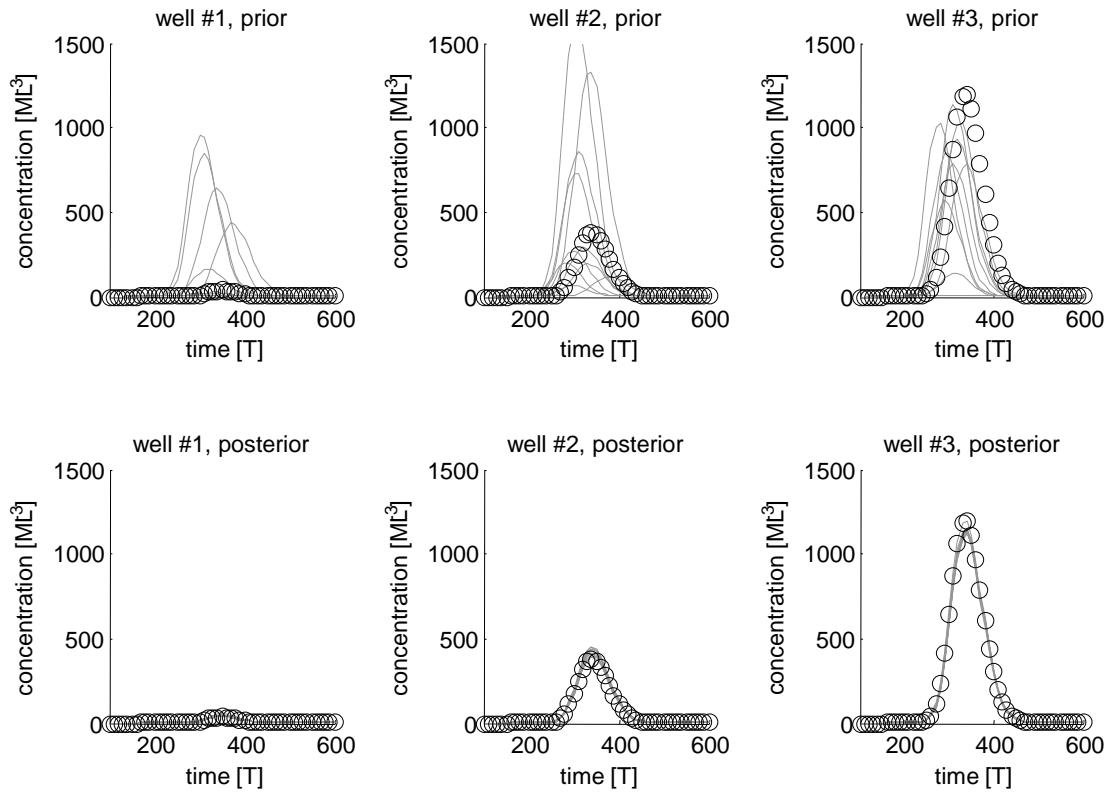 well #1, prior
well #2, prior
well #3, prior
concentration [ML-3]
1500
1000
500
0
200
400
600
time [T]
concentration [ML-3]
1500
1000
500
0
200
400
600
time [T]
concentration [ML-3]
1500
1000
500
0
200
400
600
time [T]
well #1, posterior
well #2, posterior
well #3, posterior
concentration [ML-3]
1500
1000
500
0
200
400
600
time [T]
concentration [ML-3]
1500
1000
500
0
200
400
600
time [T]
concentration [ML-3]
1500
1000
500
0
200
400
600
time [T]